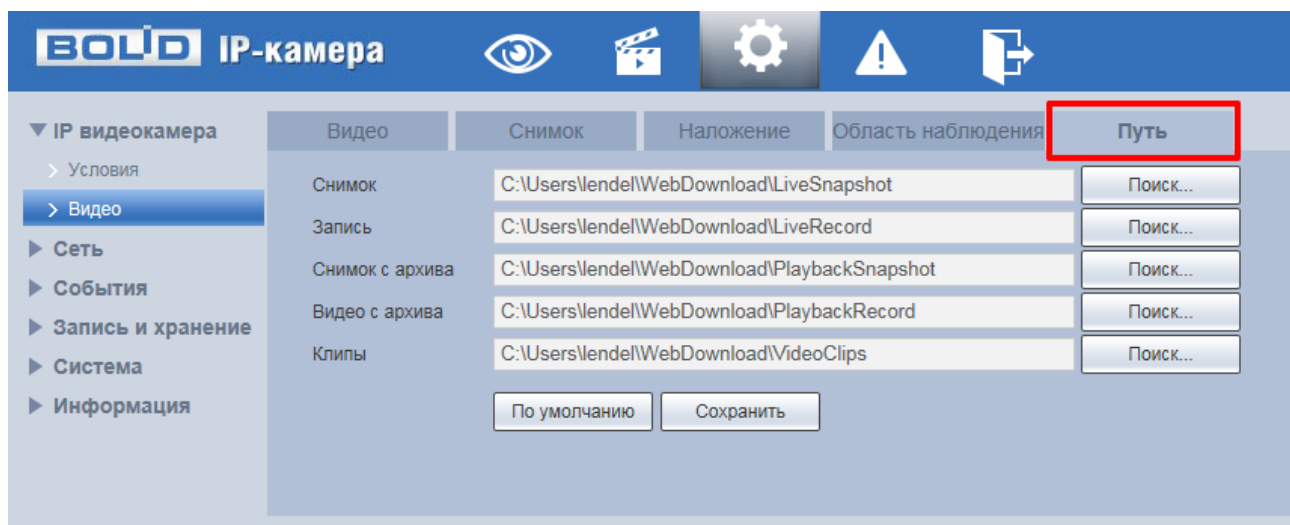 BOLID IP-камера
IP видеокамера
Условия
Видео
Сеть
События
Запись и хранение
Система
Информация
Видео Снимок Наложение Область наблюдения Путь
Снимок C:\Users\lendel\WebDownload\LiveSnapshot Поиск...
Запись C:\Users\lendel\WebDownload\LiveRecord Поиск...
Снимок с архива C:\Users\lendel\WebDownload\PlaybackSnapshot Поиск...
Видео с архива C:\Users\lendel\WebDownload\PlaybackRecord Поиск...
Клипы C:\Users\lendel\WebDownload\VideoClips Поиск...
По умолчанию Сохранить